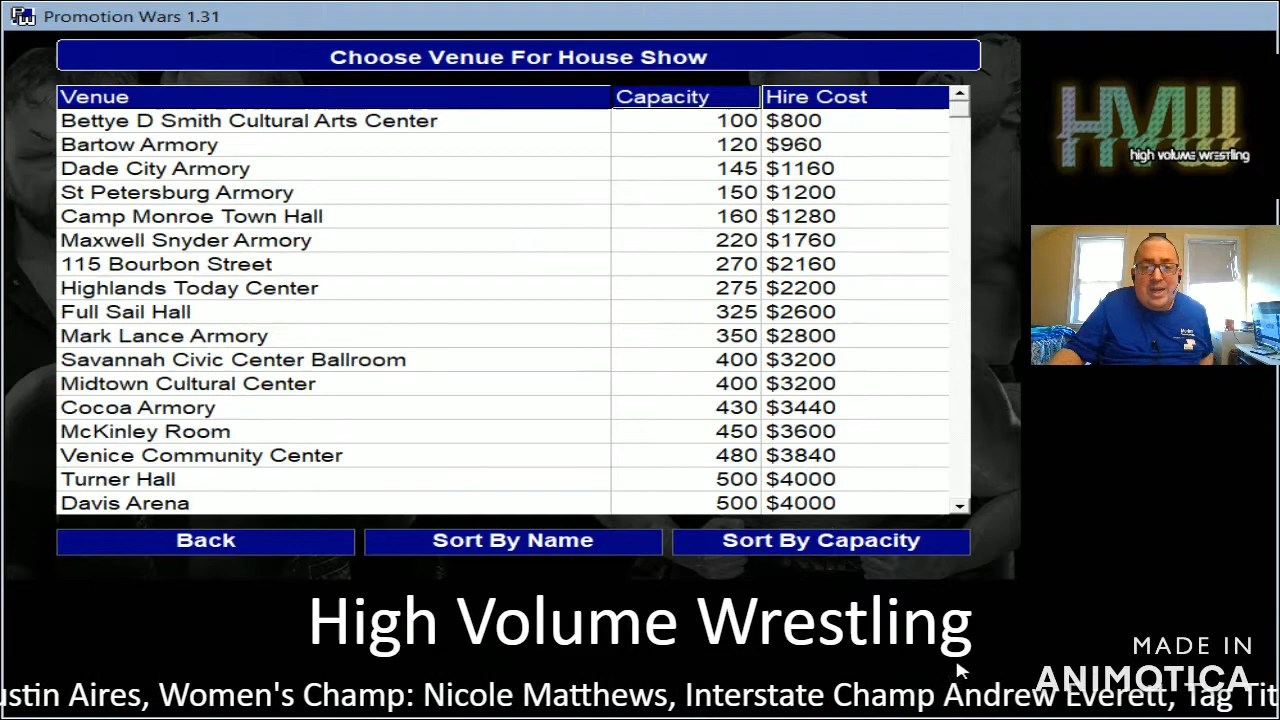 Promotion Wars 1.31
Choose Venue For House Show
Venue Capacity Hire Cost
Bettye D Smith Cultural Arts Center 100 $800
Bartow Armory 120 $960
Dade City Armory 145 $1160
St Petersburg Armory 150 $1200
Camp Monroe Town Hall 160 $1280
Maxwell Snyder Armory 220 $1760
115 Bourbon Street 270 $2160
Highlands Today Center 275 $2200
Full Sail Hall 325 $2600
Mark Lance Armory 350 $2800
Savannah Civic Center Ballroom 400 $3200
Midtown Cultural Center 400 $3200
Cocoa Armory 430 $3440
McKinley Room 450 $3600
Venice Community Center 480 $3840
Turner Hall 500 $4000
Davis Arena 500 $4000
Back Sort By Name Sort By Capacity
HVW
high volume wrestling
High Volume Wrestling
MADE IN
ANIMOTICA
ustin Aires, Women's Champ: Nicole Matthews, Interstate Champ Andrew Everett, Tag Tit